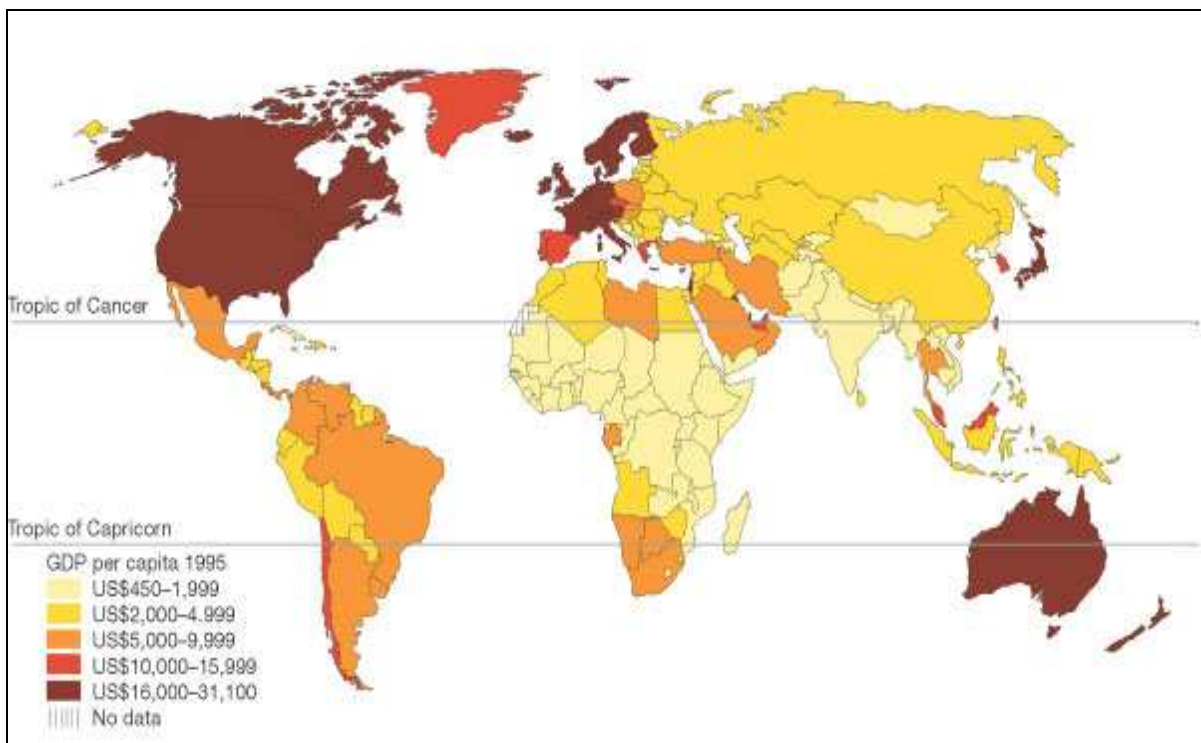 Tropic of Cancer
Tropic of Capricorn
GDP per capita 1995
US$450–1,999
US$2,000–4.999
US$5,000–9,999
US$10,000–15,999
US$16,000–31,100
No data